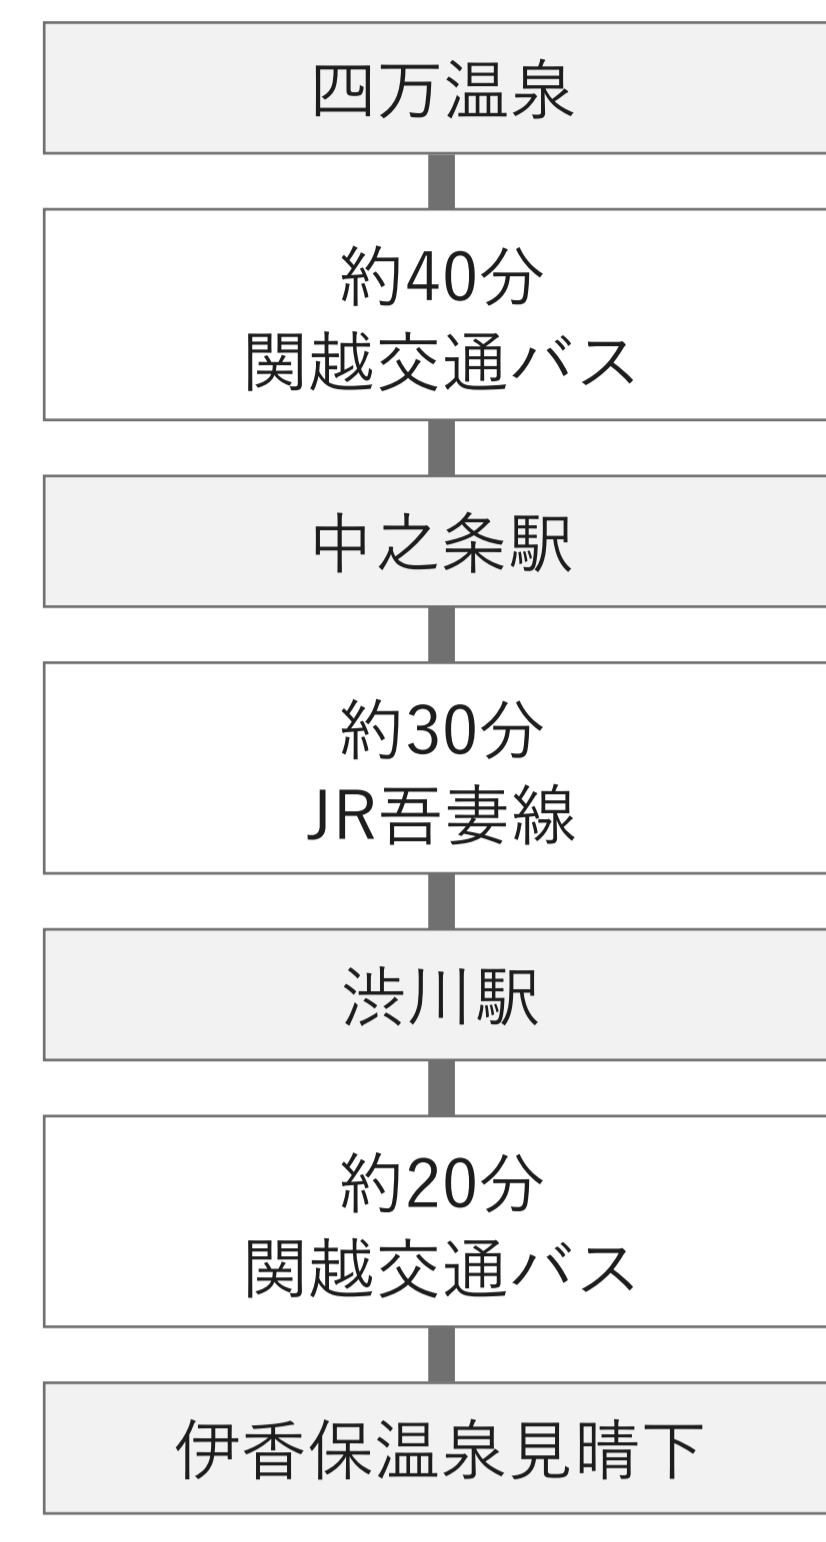 四万温泉
約40分
関越交通バス
中之条駅
約30分
JR吾妻線
渋川駅
約20分
関越交通バス
伊香保温泉見晴下